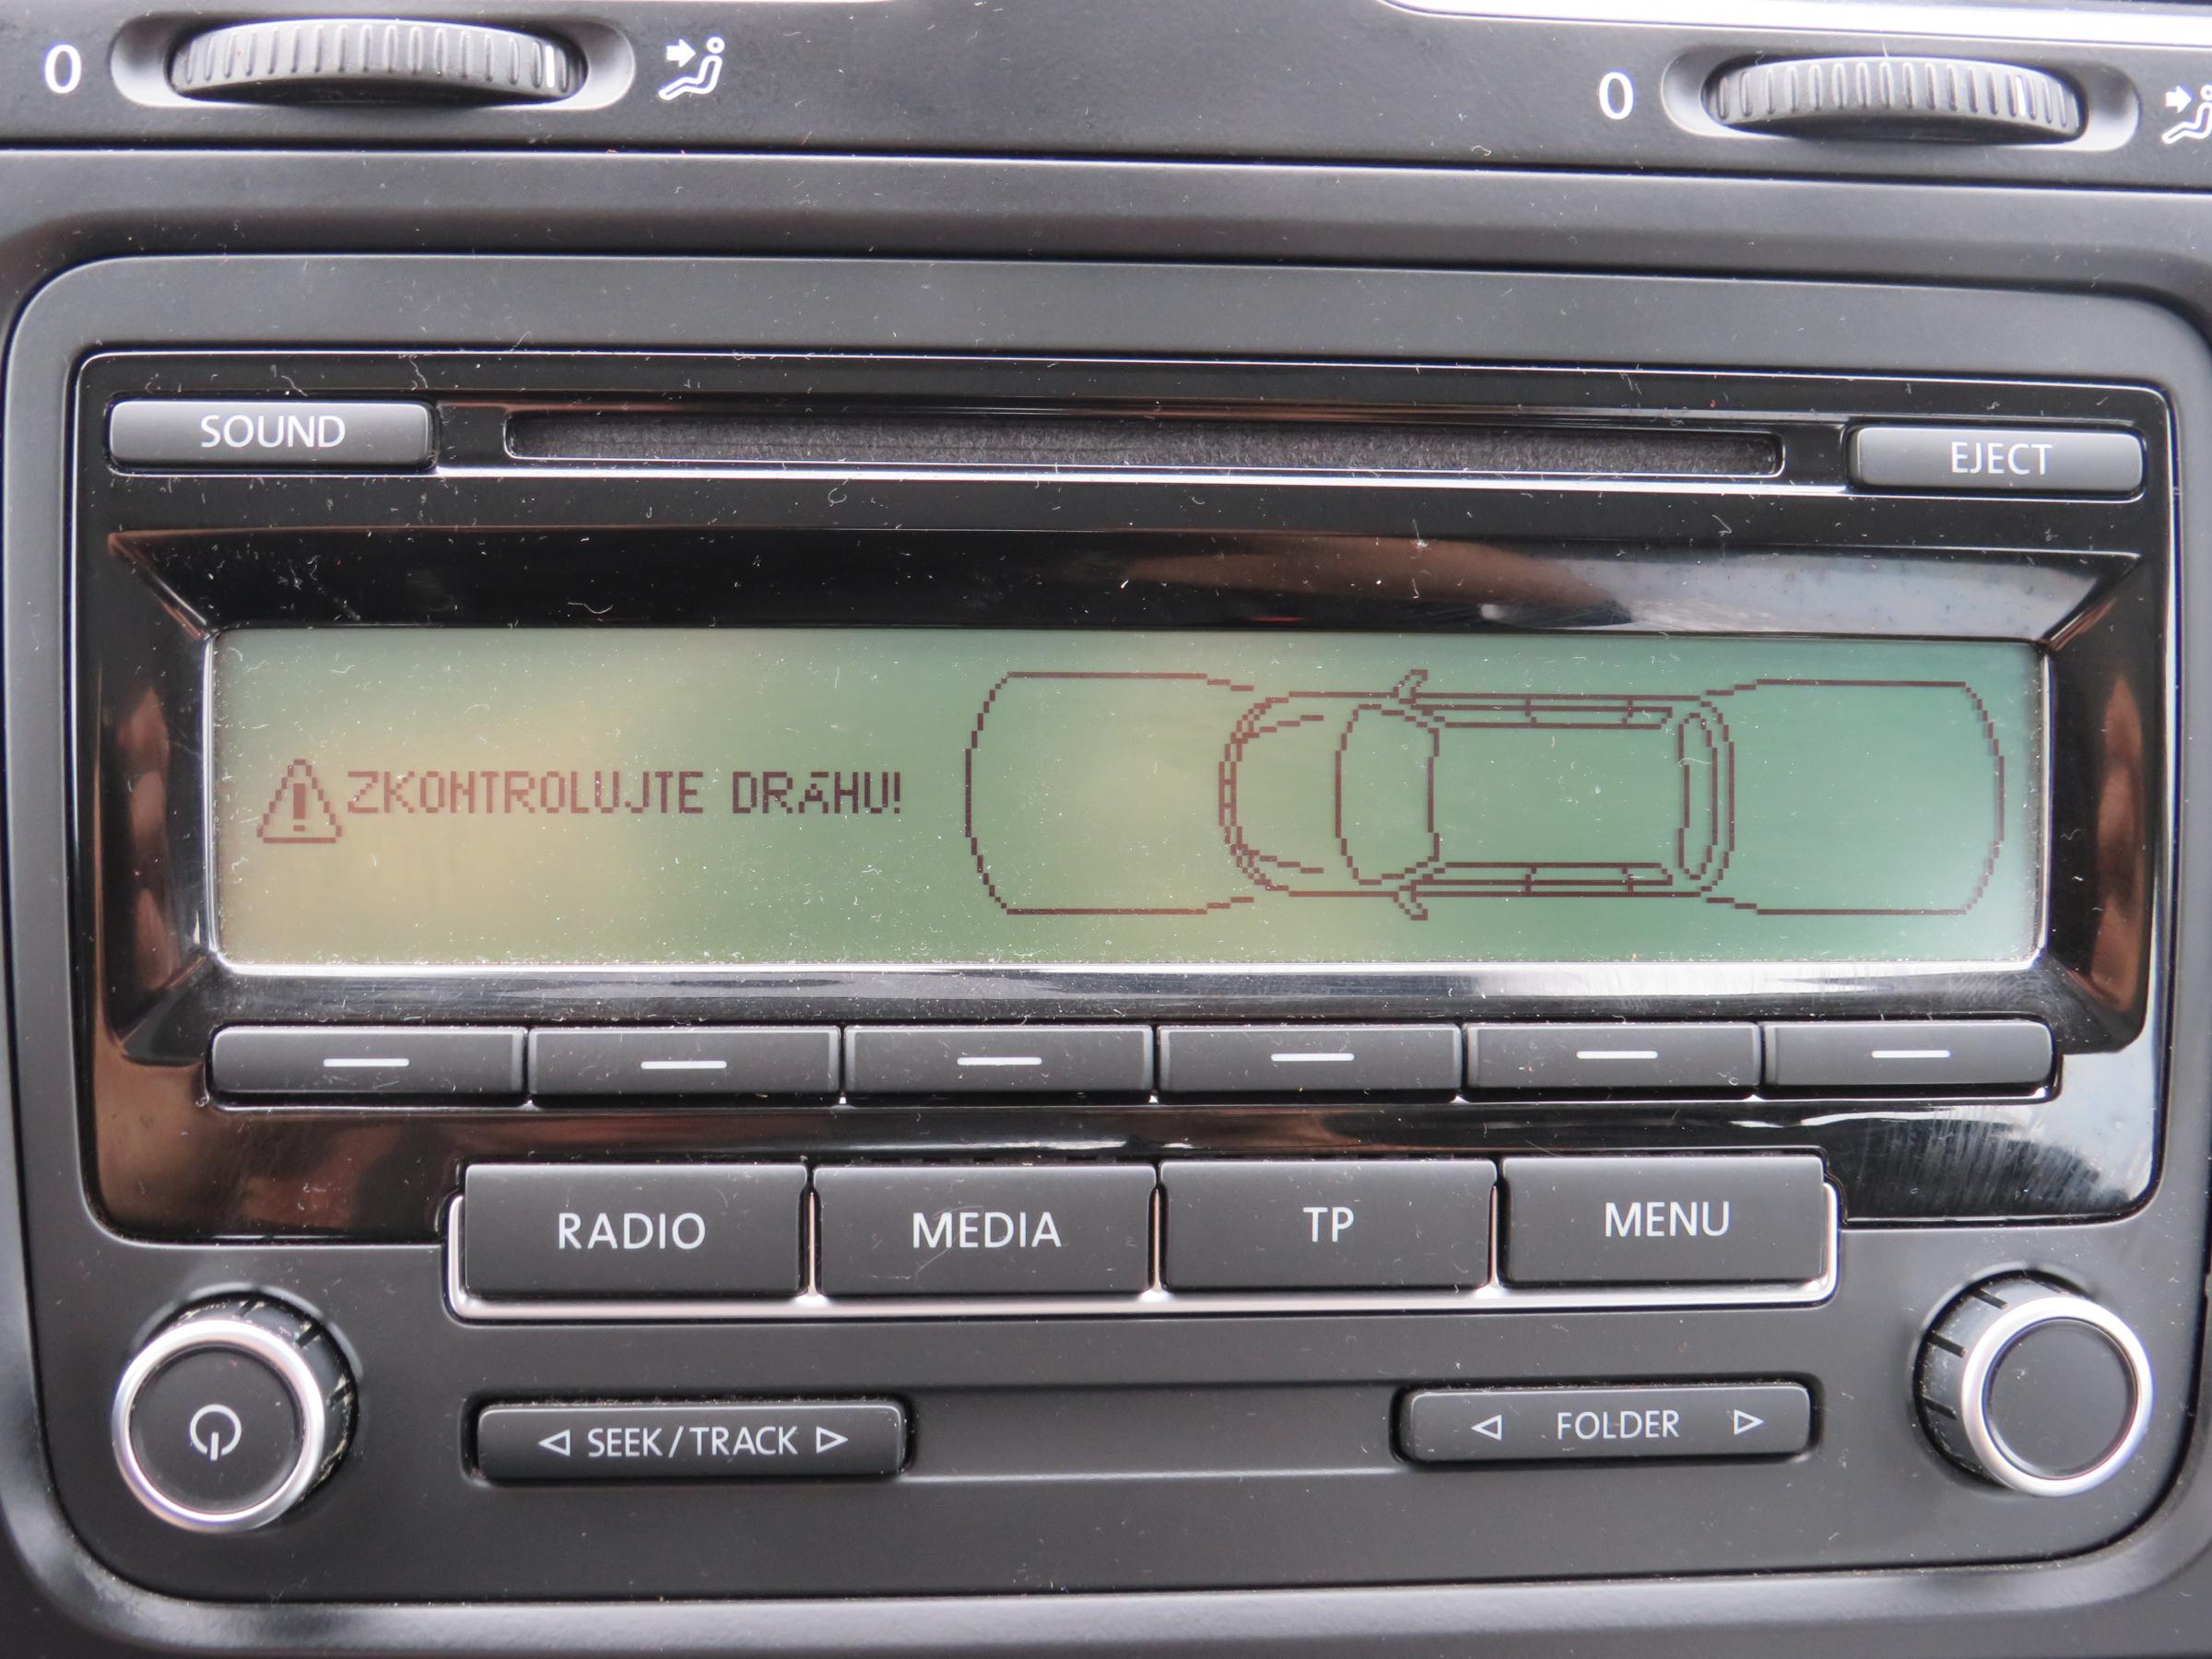 0 0
SOUND EJECT
ZKONTROLUJTE DRÁHU!
RADIO MEDIA TP MENU
SEEK/TRACK FOLDER